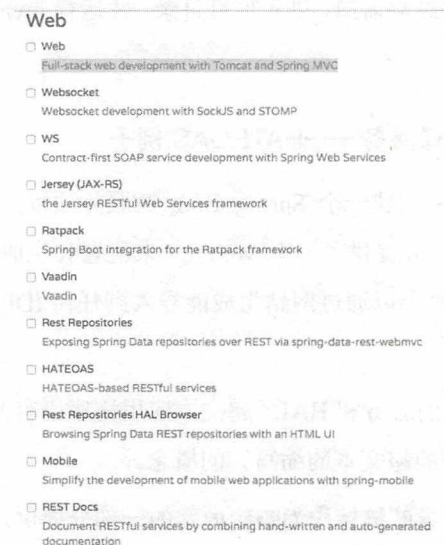 Web
Web
Full-stack web development with Tomcat and Spring MVC
Websocket
Websocket development with SockJS and STOMP
WS
Contract-first SOAP service development with Spring Web Services
Jersey (JAX-RS)
the Jersey RESTful Web Services framework
Ratpack
Spring Boot integration for the Ratpack framework
Vaadin
Vaadin
Rest Repositories
Exposing Spring Data repositories over REST via spring-data-rest-webmvc
HATEOAS
HATEOAS-based RESTful services
Rest Repositories HAL Browser
Browsing Spring Data REST repositories with an HTML UI
Mobile
Simplify the development of mobile web applications with spring-mobile
REST Docs
Document RESTful services by combining hand-written and auto-generated
documentation